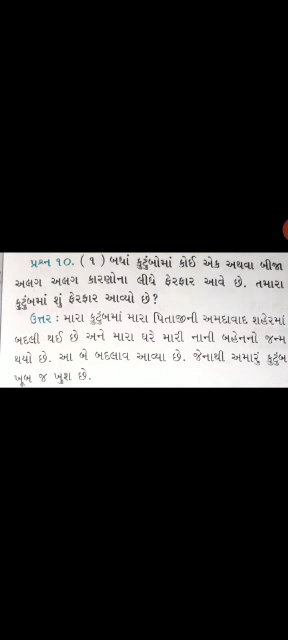 પ્રશ્ન ૧૦. ( ૧ ) બધાં કુટુંબોમાં કોઈ એક અથવા બીજા
અલગ અલગ કારણોના લીધે ફેરફાર આવે છે. તમારા
કુટુંબમાં શું ફેરફાર આવ્યો છે?
ઉત્તર : મારા કુટુંબમાં મારા પિતાજીની અમદાવાદ શહેરમાં
બદલી થઈ છે અને મારા ઘરે મારી નાની બહેનનો જન્મ
થયો છે. આ બે બદલાવ આવ્યા છે. જેનાથી અમારું કુટુંબ
ખૂબ જ ખુશ છે.